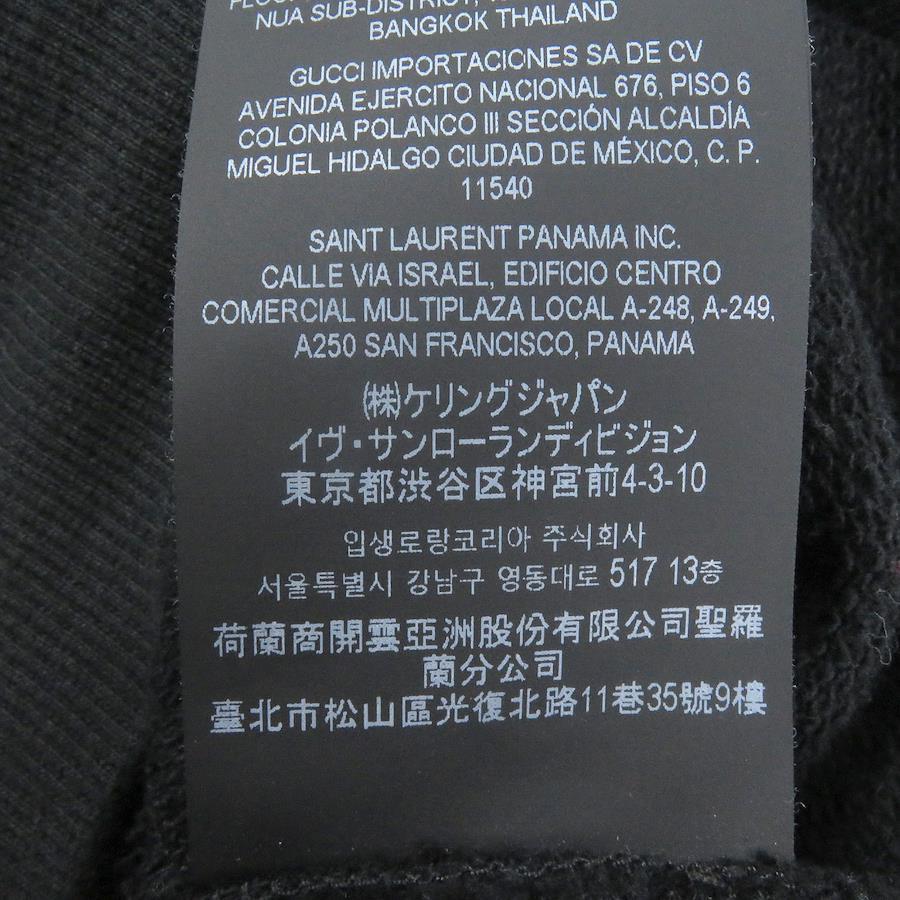 NUA SUB-DISTRICT,
BANGKOK THAILAND
GUCCI IMPORTACIONES SA DE CV
AVENIDA EJERCITO NACIONAL 676, PISO 6
COLONIA POLANCO III SECCIÓN ALCALDÍA
MIGUEL HIDALGO CIUDAD DE MÉXICO, C. P.
11540
SAINT LAURENT PANAMA INC.
CALLE VIA ISRAEL, EDIFICIO CENTRO
COMERCIAL MULTIPLAZA LOCAL A-248, A-249,
A250 SAN FRANCISCO, PANAMA
㈱ケリングジャパン
イヴ・サンローランディビジョン
東京都渋谷区神宮前4-3-10
입생로랑코리아 주식회사
서울특별시 강남구 영동대로 517 13층
荷蘭商開雲亞洲股份有限公司聖羅
蘭分公司
臺北市松山區光復北路11巷35號9樓